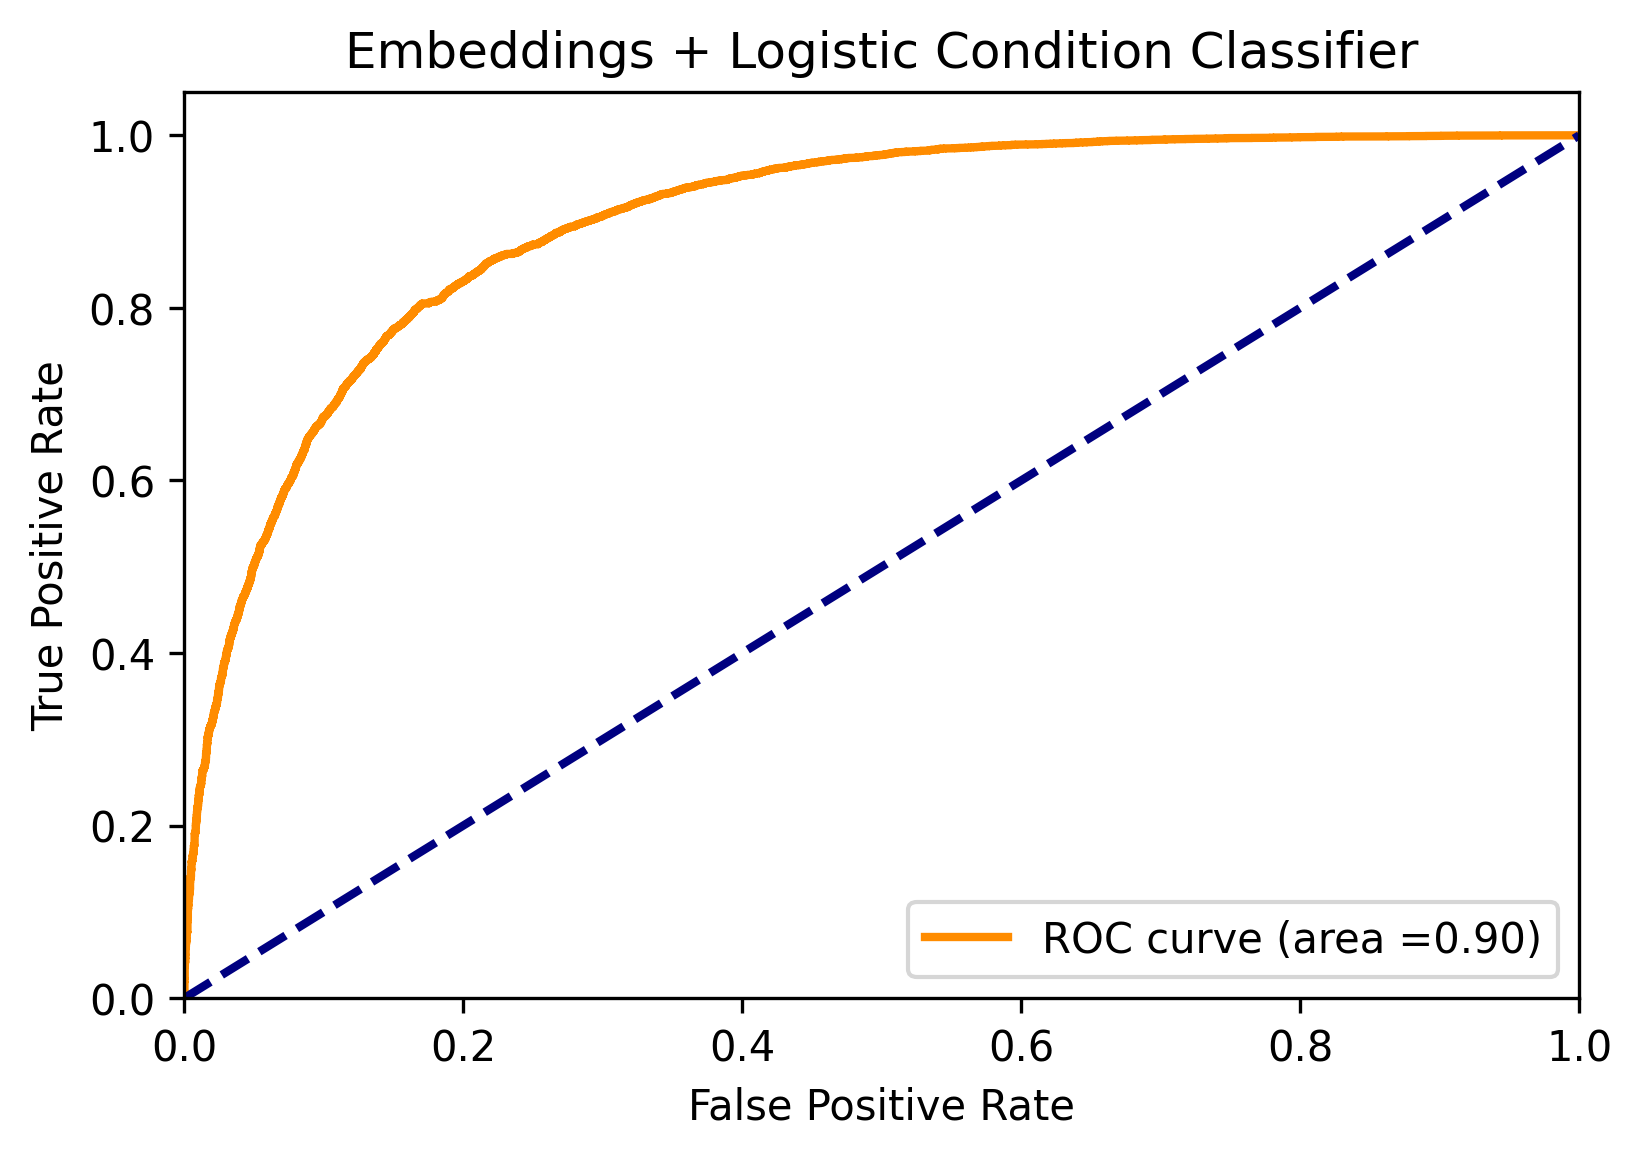 Embeddings + Logistic Condition Classifier
1.0
0.8
0.6
0.4
0.2
0.0
True Positive Rate
ROC curve (area =0.90)
0.0 0.2 0.4 0.6 0.8 1.0
False Positive Rate